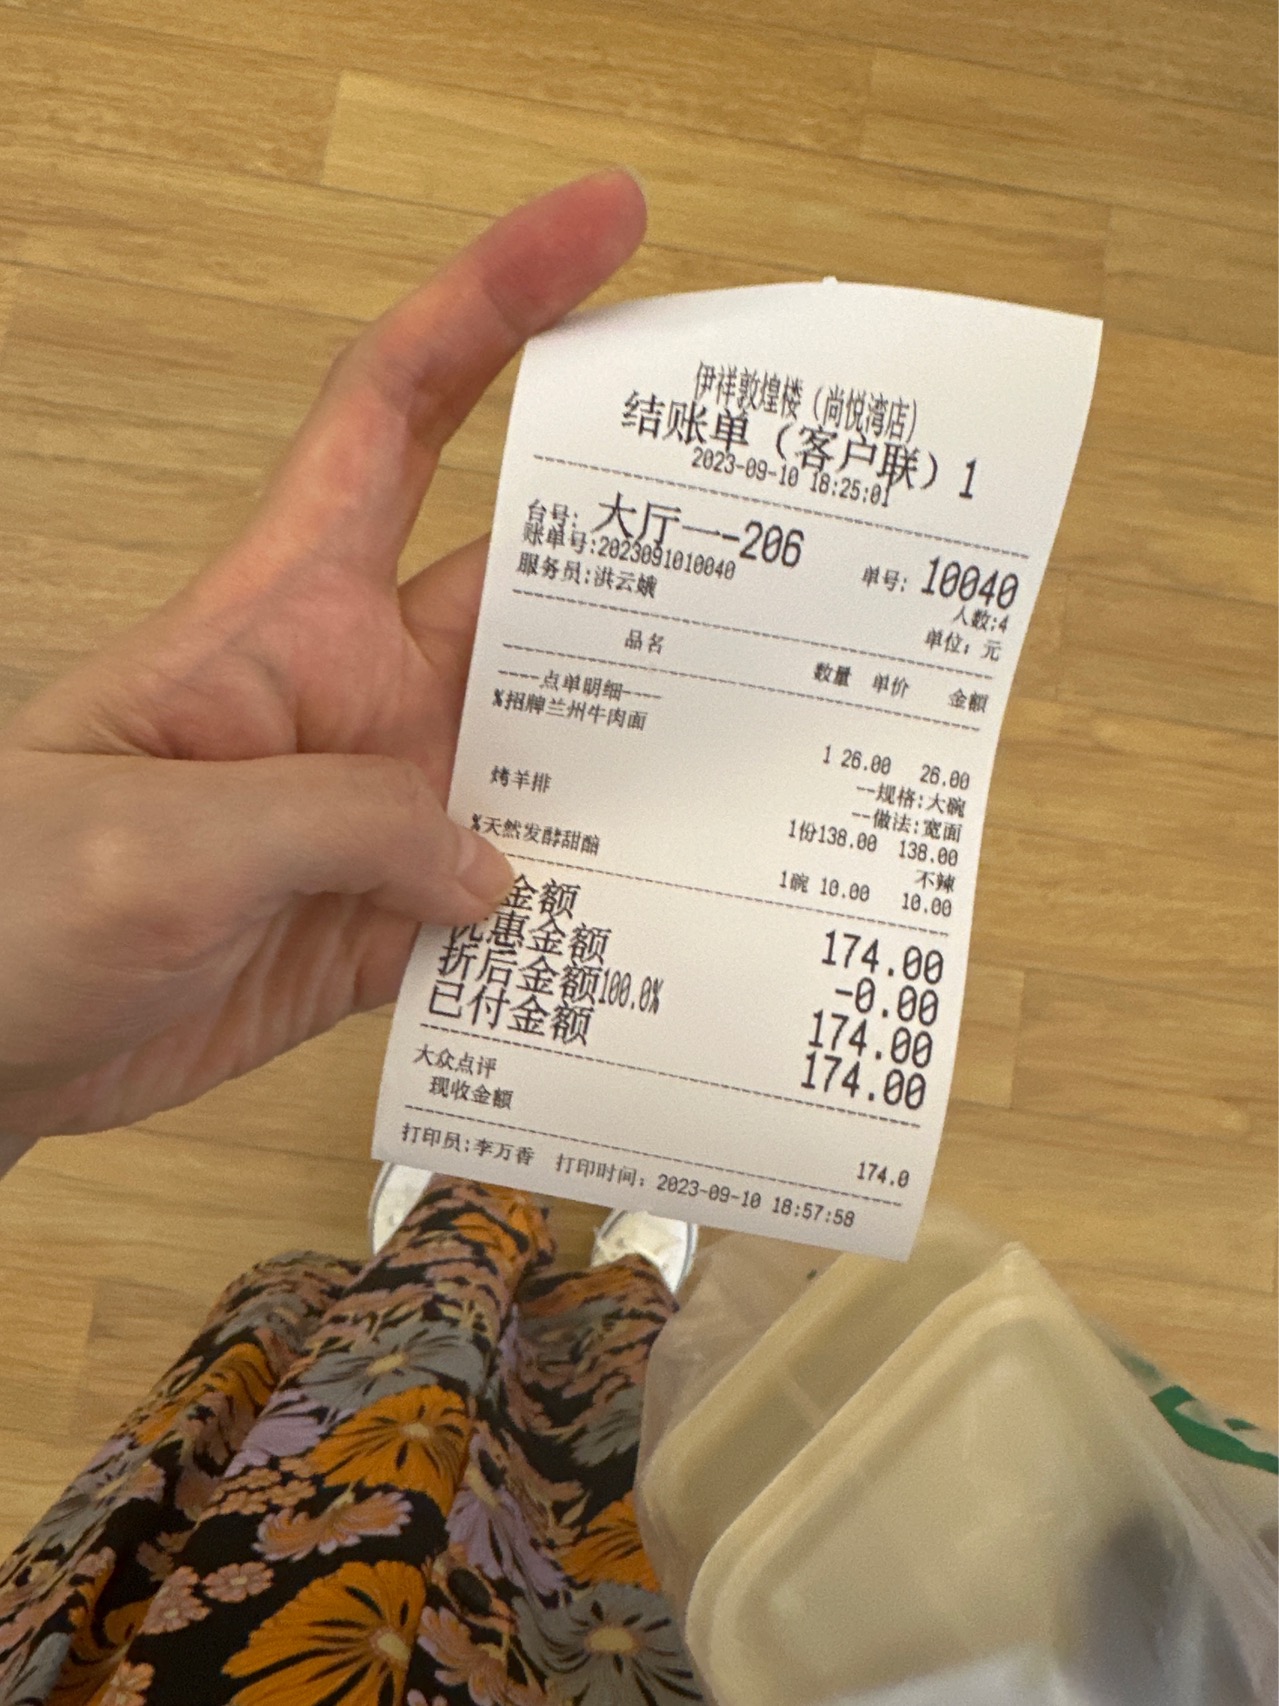 伊祥敦煌楼（尚悦湾店）
结账单（客户联）1
2023-09-10 18:25:01
台号: 大厅一-206 单号: 10040
账单号:2023091010040 人数:4
服务员:洪云娥 单位: 元
品名 数量 单价 金额
-----点单明细-----
%招牌兰州牛肉面
1 26.00 26.00
--规格:大碗
--做法:宽面
烤羊排
1份138.00 138.00
不辣
%天然发酵甜醅
1碗 10.00 10.00
金额 174.00
优惠金额 -0.00
折后金额100.0% 174.00
已付金额 174.00
大众点评
现收金额 174.0
打印员:李万香 打印时间: 2023-09-10 18:57:58